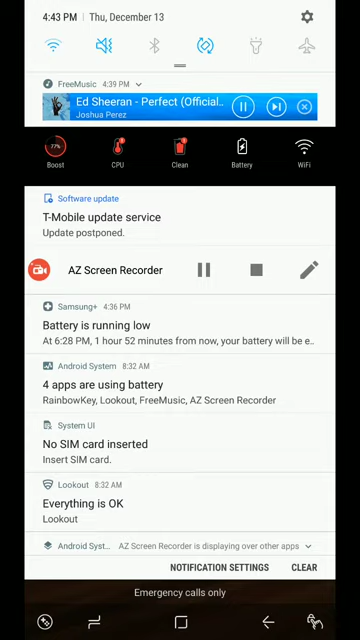 4:43 PM | Thu, December 13
FreeMusic 4:39 PM
Ed Sheeran - Perfect (Official..
Joshua Perez
77%
Boost
CPU
Clean
Battery
WiFi
Software update
T-Mobile update service
Update postponed.
AZ Screen Recorder
Samsung+ 4:36 PM
Battery is running low
At 6:28 PM, 1 hour 52 minutes from now, your battery will be e..
Android System 8:32 AM
4 apps are using battery
RainbowKey, Lookout, FreeMusic, AZ Screen Recorder
System UI
No SIM card inserted
Insert SIM card.
Lookout 8:32 AM
Everything is OK
Lookout
Android Syst.. AZ Screen Recorder is displaying over other apps
NOTIFICATION SETTINGS CLEAR
Emergency calls only